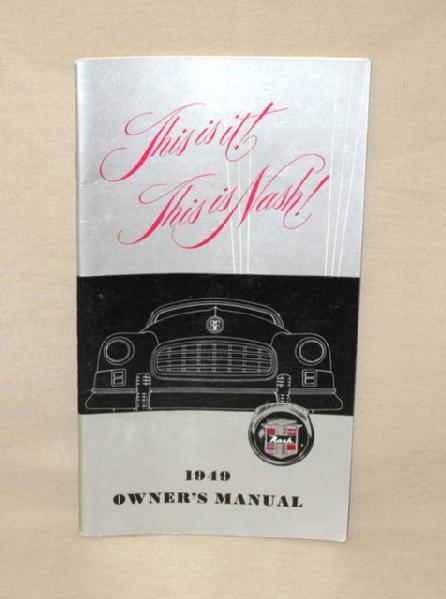 This is it!
This is Nash!
Nash
1949
OWNER'S MANUAL